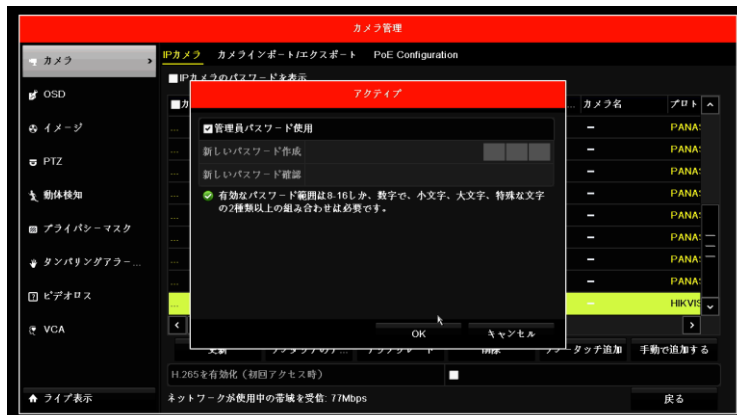 カメラ管理
カメラ
IPカメラ カメラインポート/エクスポート PoE Configuration
IPカメラのパスワードを表示
OSD
アクティブ
... カメラ名 プロト
イメージ
管理員パスワード使用
PANA
新しいパスワード作成
PANA
PTZ
新しいパスワード確認
PANA
動体検知
有効なパスワード範囲は8-16しか、数字で、小文字、大文字、特殊な文字
の2種類以上の組み合わせは必要です。
PANA
プライバシーマスク
PANA
PANA
タンパリングアラー...
PANA
PANA
ビデオロス
HIKVIS
VCA
OK キャンセル
更新 削除 タッチ追加 手動で追加する
H.265を有効化(初回アクセス時)
ライブ表示
ネットワークが使用中の帯域を受信: 77Mbps
戻る